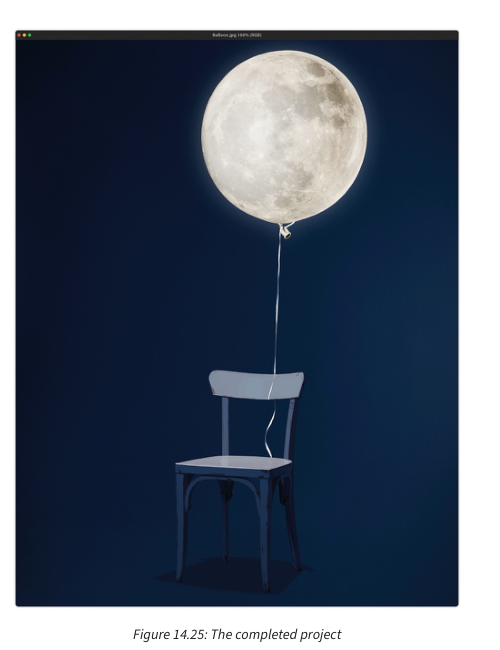 Balloon.jpg 100% (RGB)
Figure 14.25: The completed project